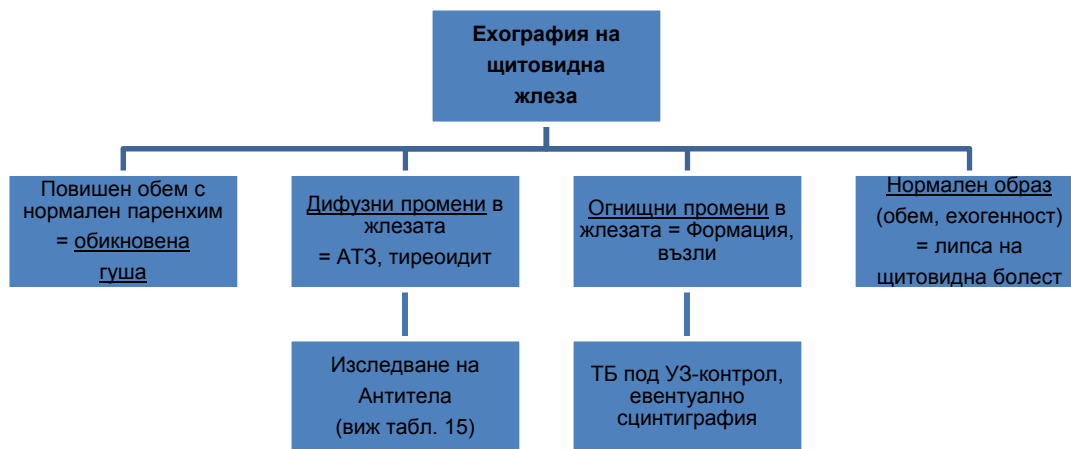 Ехография на
щитовидна
жлеза
Повишен обем с
нормален паренхим
= обикновена
гуша
Дифузни промени в
жлезата
= АТЗ, тиреоидит
Огнищни промени в
жлезата = Формация,
възли
Нормален образ
(обем, ехогенност)
= липса на
щитовидна болест
Изследване на
Антитела
(виж табл. 15)
ТБ под УЗ-контрол,
евентуално
сцинтиграфия